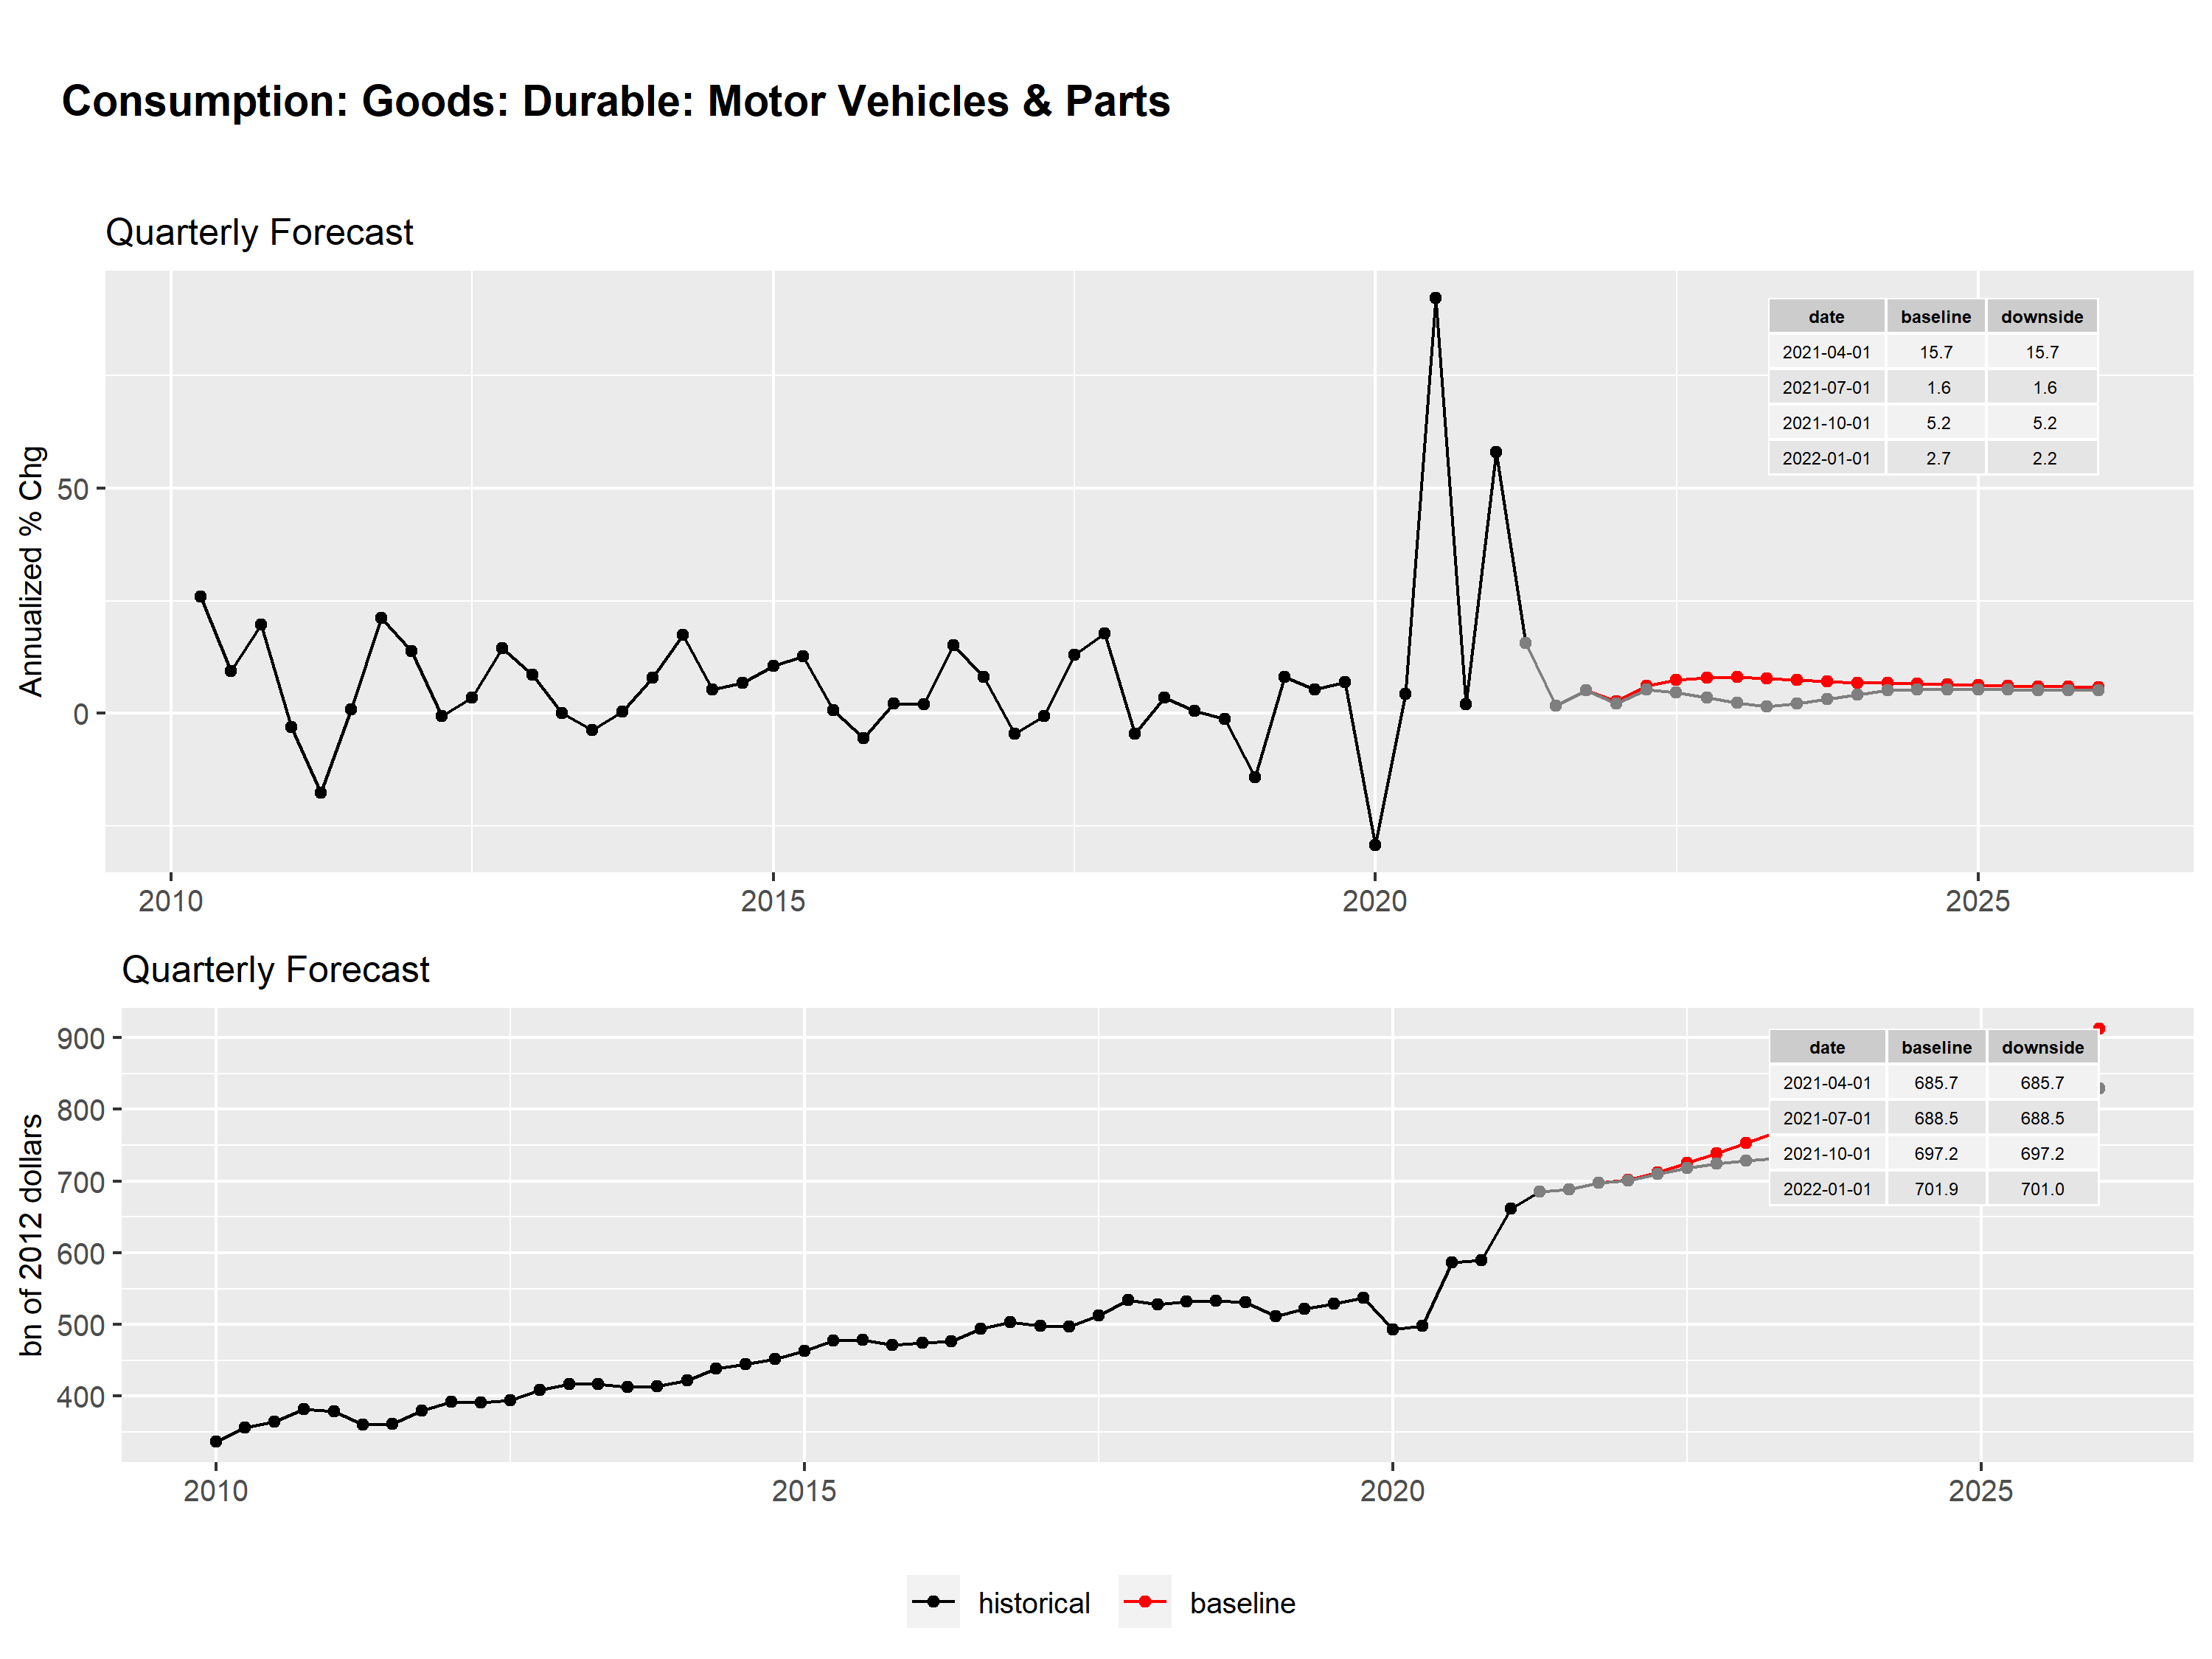 Consumption: Goods: Durable: Motor Vehicles & Parts
Quarterly Forecast
Annualized % Chg
50
0
date baseline downside
2021-04-01 15.7 15.7
2021-07-01 1.6 1.6
2021-10-01 5.2 5.2
2022-01-01 2.7 2.2
2010 2015 2020 2025
Quarterly Forecast
bn of 2012 dollars
900
800
700
600
500
400
date baseline downside
2021-04-01 685.7 685.7
2021-07-01 688.5 688.5
2021-10-01 697.2 697.2
2022-01-01 701.9 701.0
2010 2015 2020 2025
historical baseline